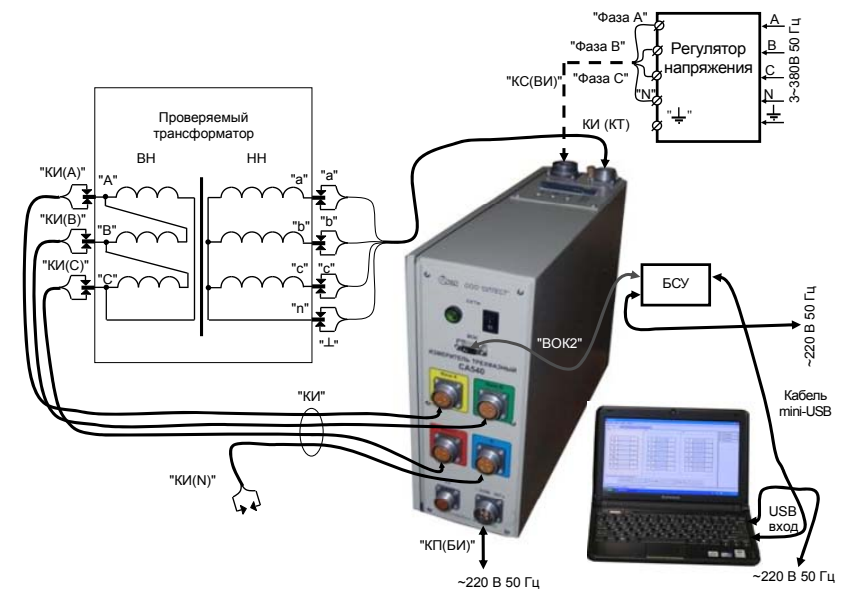 "Фаза А"
А
"Фаза В"
В
"Фаза С"
С
"N"
N
Регулятор
напряжения
3~380В 50 Гц
"КС(ВИ)"
КИ (КТ)
Проверяемый
трансформатор
ВН
НН
"КИ(А)"
"А"
"а"
"а"
"КИ(В)"
"В"
"b"
"b"
"КИ(С)"
"С"
"с"
"с"
"n"
"⊥"
"⏚"
БСУ
~220 В 50 Гц
СЕТЬ
"ВОК2"
ИЗМЕРИТЕЛЬ ТРЕХФАЗНЫЙ
СА540
Кабель
mini-USB
"КИ"
"КИ(N)"
USB
вход
"КП(БИ)"
~220 В 50 Гц
~220 В 50 Гц